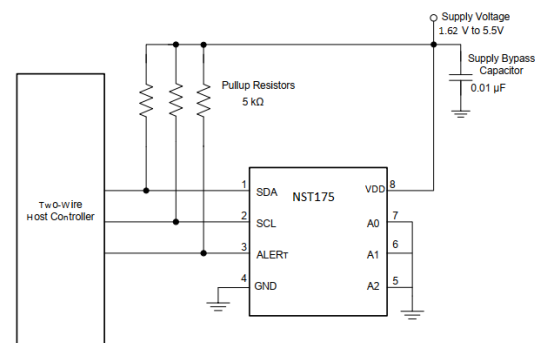 Supply Voltage
1.62 V to 5.5V
Supply Bypass
Capacitor
0.01 µF
Pullup Resistors
5 kΩ
Two-Wire
Host Controller
NST175
1 SDA
2 SCL
3 ALERT
4 GND
VDD 8
A0 7
A1 6
A2 5